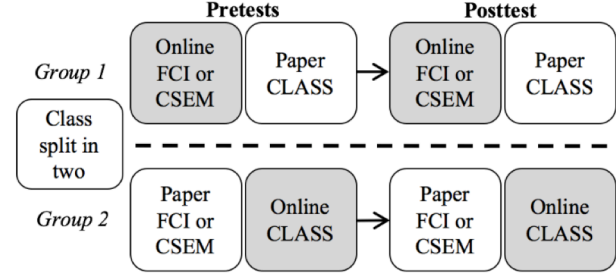 Pretests
Posttest
Group 1
Online
FCI or
CSEM
Paper
CLASS
Online
FCI or
CSEM
Paper
CLASS
Class
split in
two
Group 2
Paper
FCI or
CSEM
Online
CLASS
Paper
FCI or
CSEM
Online
CLASS